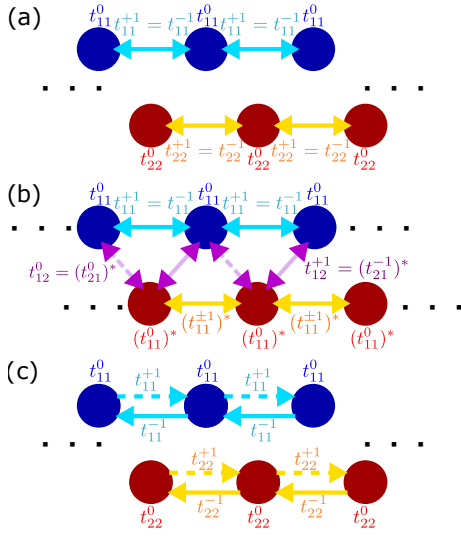 (a)
t_{11}^{0} t_{11}^{+1} = t_{11}^{-1} t_{11}^{0} t_{11}^{+1} = t_{11}^{-1} t_{11}^{0}
. . . . . .
t_{22}^{0} t_{22}^{+1} = t_{22}^{-1} t_{22}^{0} t_{22}^{+1} = t_{22}^{-1} t_{22}^{0}
(b)
t_{11}^{0} t_{11}^{+1} = t_{11}^{-1} t_{11}^{0} t_{11}^{+1} = t_{11}^{-1} t_{11}^{0}
. . . . . .
t_{12}^{0} = (t_{21}^{0})^{*} t_{12}^{+1} = (t_{21}^{-1})^{*}
. . . (t_{11}^{±1})^{*} (t_{11}^{±1})^{*} . . .
(t_{11}^{0})^{*} (t_{11}^{0})^{*} (t_{11}^{0})^{*}
(c)
t_{11}^{0} t_{11}^{+1} t_{11}^{0} t_{11}^{+1} t_{11}^{0}
t_{11}^{-1} t_{11}^{-1}
. . . . . .
t_{22}^{+1} t_{22}^{+1}
t_{22}^{0} t_{22}^{-1} t_{22}^{0} t_{22}^{-1} t_{22}^{0}